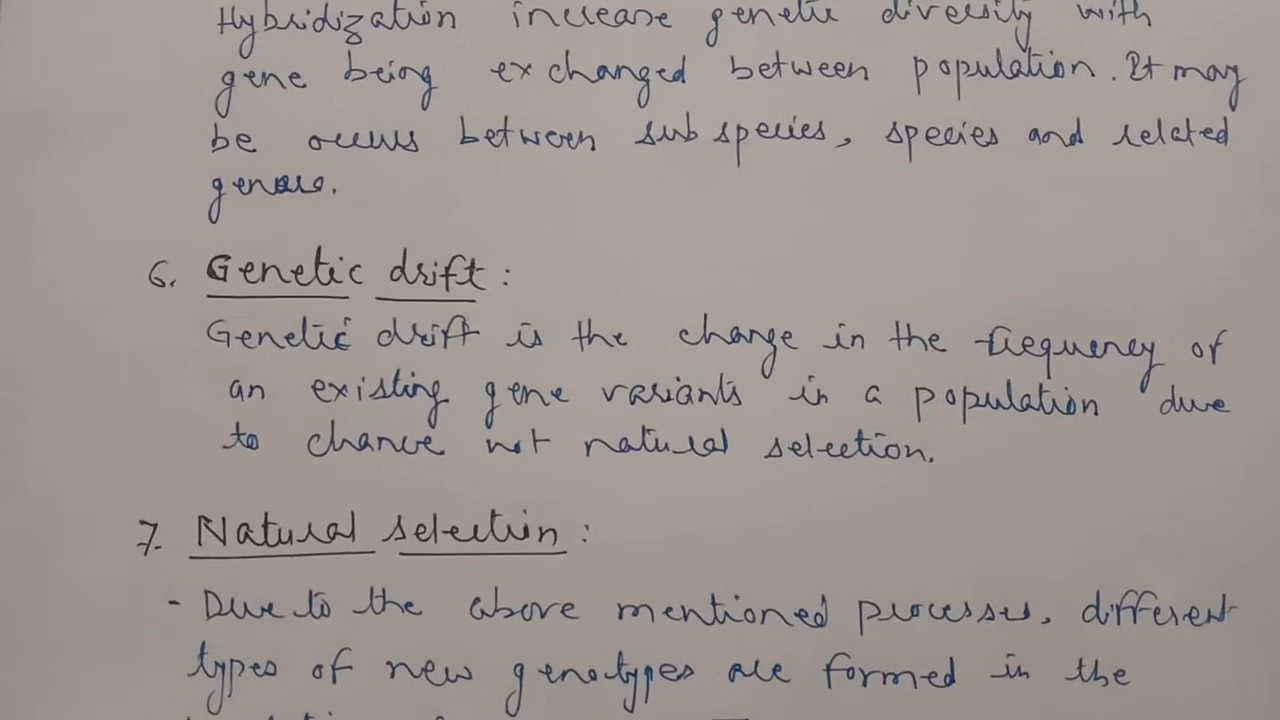 Hybridization increase genetic diversity with
gene being exchanged between population. It may
be occurs between sub species, species and related
6. Genetic drift :
Genetic drift is the change in the frequency of
an existing gene variants in a population due
to chance not natural selection.
7. Natural selection :
- Due to the above mentioned processes, different
types of new genotypes are formed in the